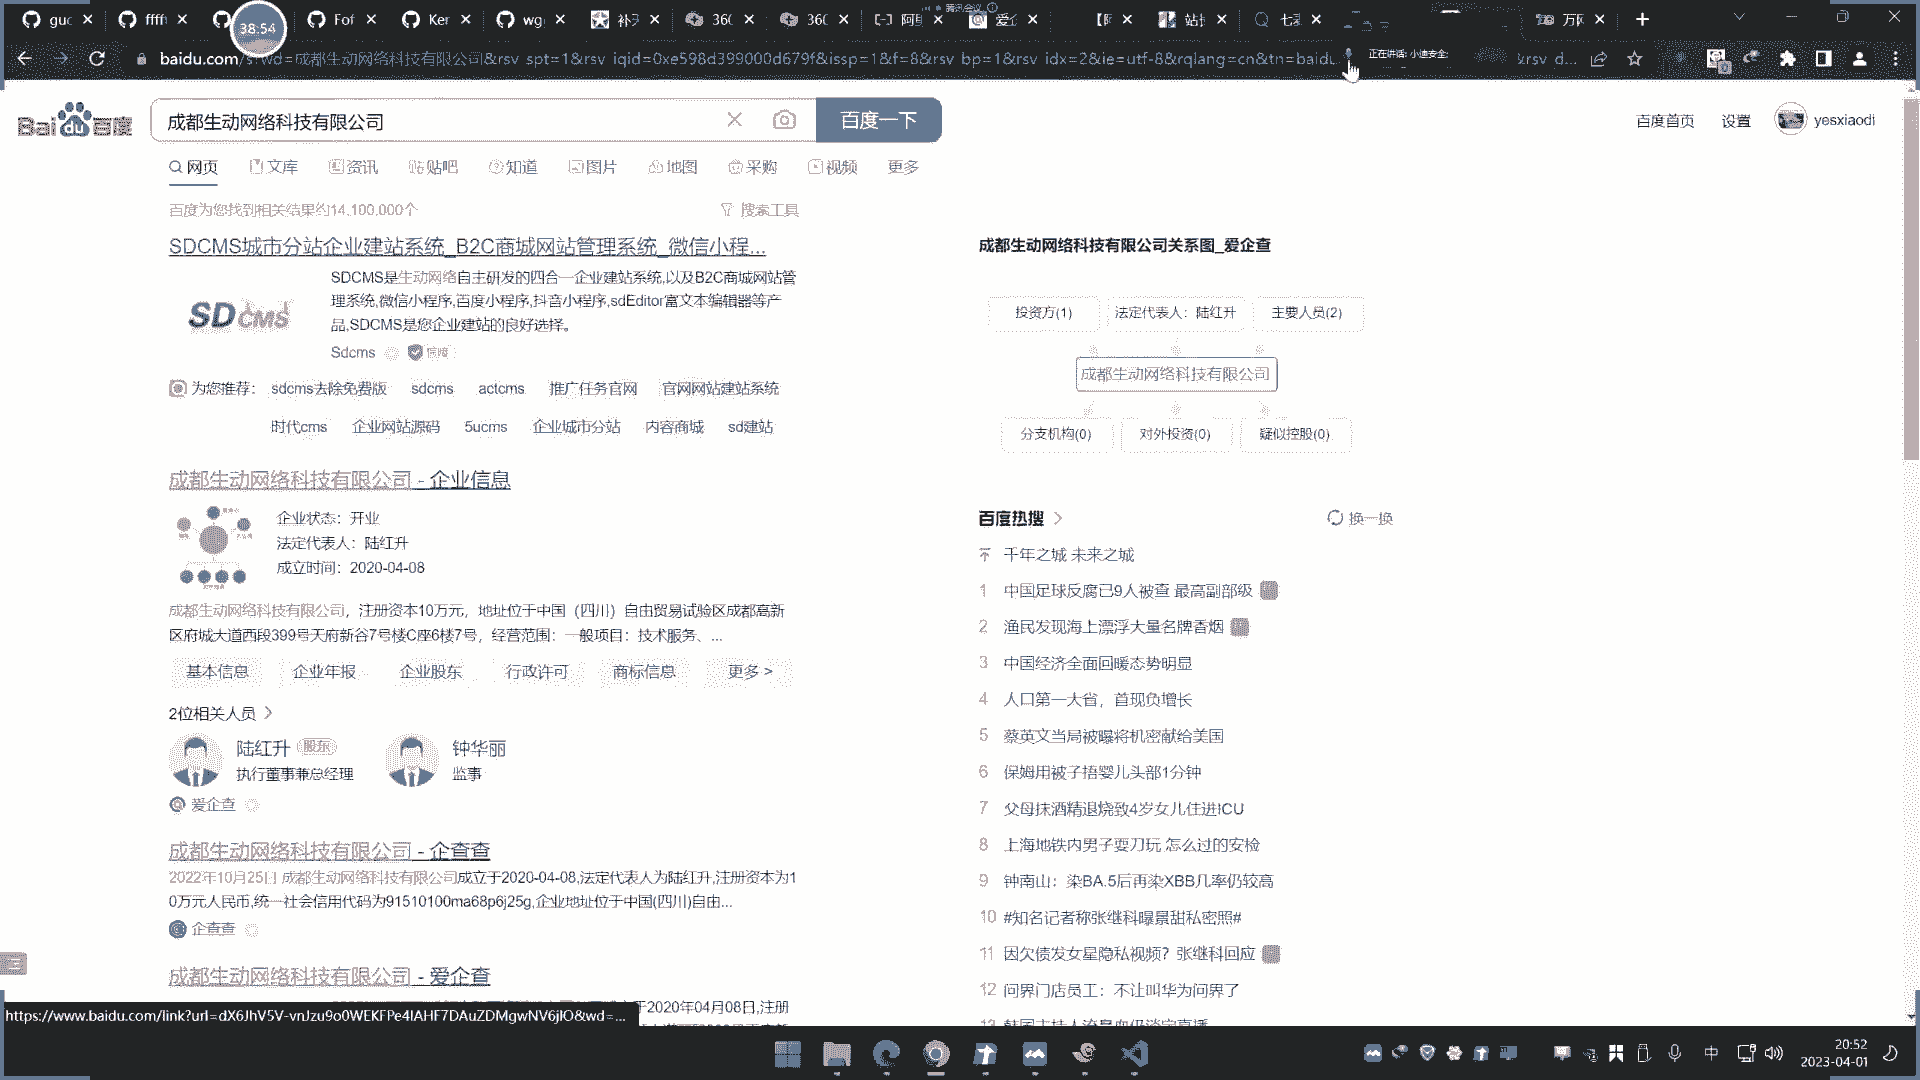 guc
ffff
38:54
Fof
Ker
wg
补天
360
360
爱企
站长
七麦
万网
baidu.com/s?wd=成都生动网络科技有限公司&rsv_spt=1&rsv_iqid=0xe598d399000d679f&issp=1&f=8&rsv_bp=1&rsv_idx=2&ie=utf-8&rqlang=cn&tn=baidu
正在讲话: 小迪安全;
&rsv_d...
Bai du 百度
成都生动网络科技有限公司
百度一下
百度首页
设置
yesxiaodi
网页
文库
资讯
贴吧
知道
图片
地图
采购
视频
更多
百度为您找到相关结果约14,100,000个
搜索工具
SDCMS城市分站企业建站系统_B2C商城网站管理系统_微信小程...
SDCMS是生动网络自主研发的四合一企业建站系统,以及B2C商城网站管
理系统,微信小程序,百度小程序,抖音小程序,sdEditor富文本编辑器等产
品,SDCMS是您企业建站的良好选择。
SDCMS
Sdcms
为您推荐：
sdcms去除免费版
sdcms
actcms
推广任务官网
官网网站建站系统
时代cms
企业网站源码
5ucms
企业城市分站
内容商城
sd建站
成都生动网络科技有限公司 - 企业信息
企业状态：开业
法定代表人：陆红升
成立时间：2020-04-08
成都生动网络科技有限公司，注册资本10万元，地址位于中国（四川）自由贸易试验区成都高新
区府城大道西段399号天府新谷7号楼C座6楼7号，经营范围：一般项目：技术服务、...
基本信息
企业年报
企业股东
行政许可
商标信息
更多 >
2位相关人员 >
陆红升 股东
执行董事兼总经理
钟华丽
监事
爱企查
成都生动网络科技有限公司 - 企查查
2022年10月25日 成都生动网络科技有限公司成立于2020-04-08,法定代表人为陆红升,注册资本为1
0万元人民币,统一社会信用代码为91510100ma68p6j25g,企业地址位于中国(四川)自由...
企查查
成都生动网络科技有限公司 - 爱企查
于2020年04月08日,注册
成都生动网络科技有限公司关系图_爱企查
投资方(1)
法定代表人：陆红升
主要人员(2)
成都生动网络科技有限公司
分支机构(0)
对外投资(0)
疑似控股(0)
百度热搜 >
换一换
千年之城 未来之城
1 中国足球反腐已9人被查 最高副部级
2 渔民发现海上漂浮大量名牌香烟
3 中国经济全面回暖态势明显
4 人口第一大省，首现负增长
5 蔡英文当局被曝将机密献给美国
6 保姆用被子捂婴儿头部1分钟
7 父母抹酒精退烧致4岁女儿住进ICU
8 上海地铁内男子耍刀玩 怎么过的安检
9 钟南山：染BA.5后再染XBB几率仍较高
10 #知名记者称张继科曝景甜私密照#
11 因欠债发女星隐私视频？张继科回应
12 问界门店员工：不让叫华为问界了
https://www.baidu.com/link?url=dX6JhV5V-vnJzu9o0WEKFPe4IAHF7DAuZDMgwNV6jIO&wd=...
中
20:52
2023-04-01